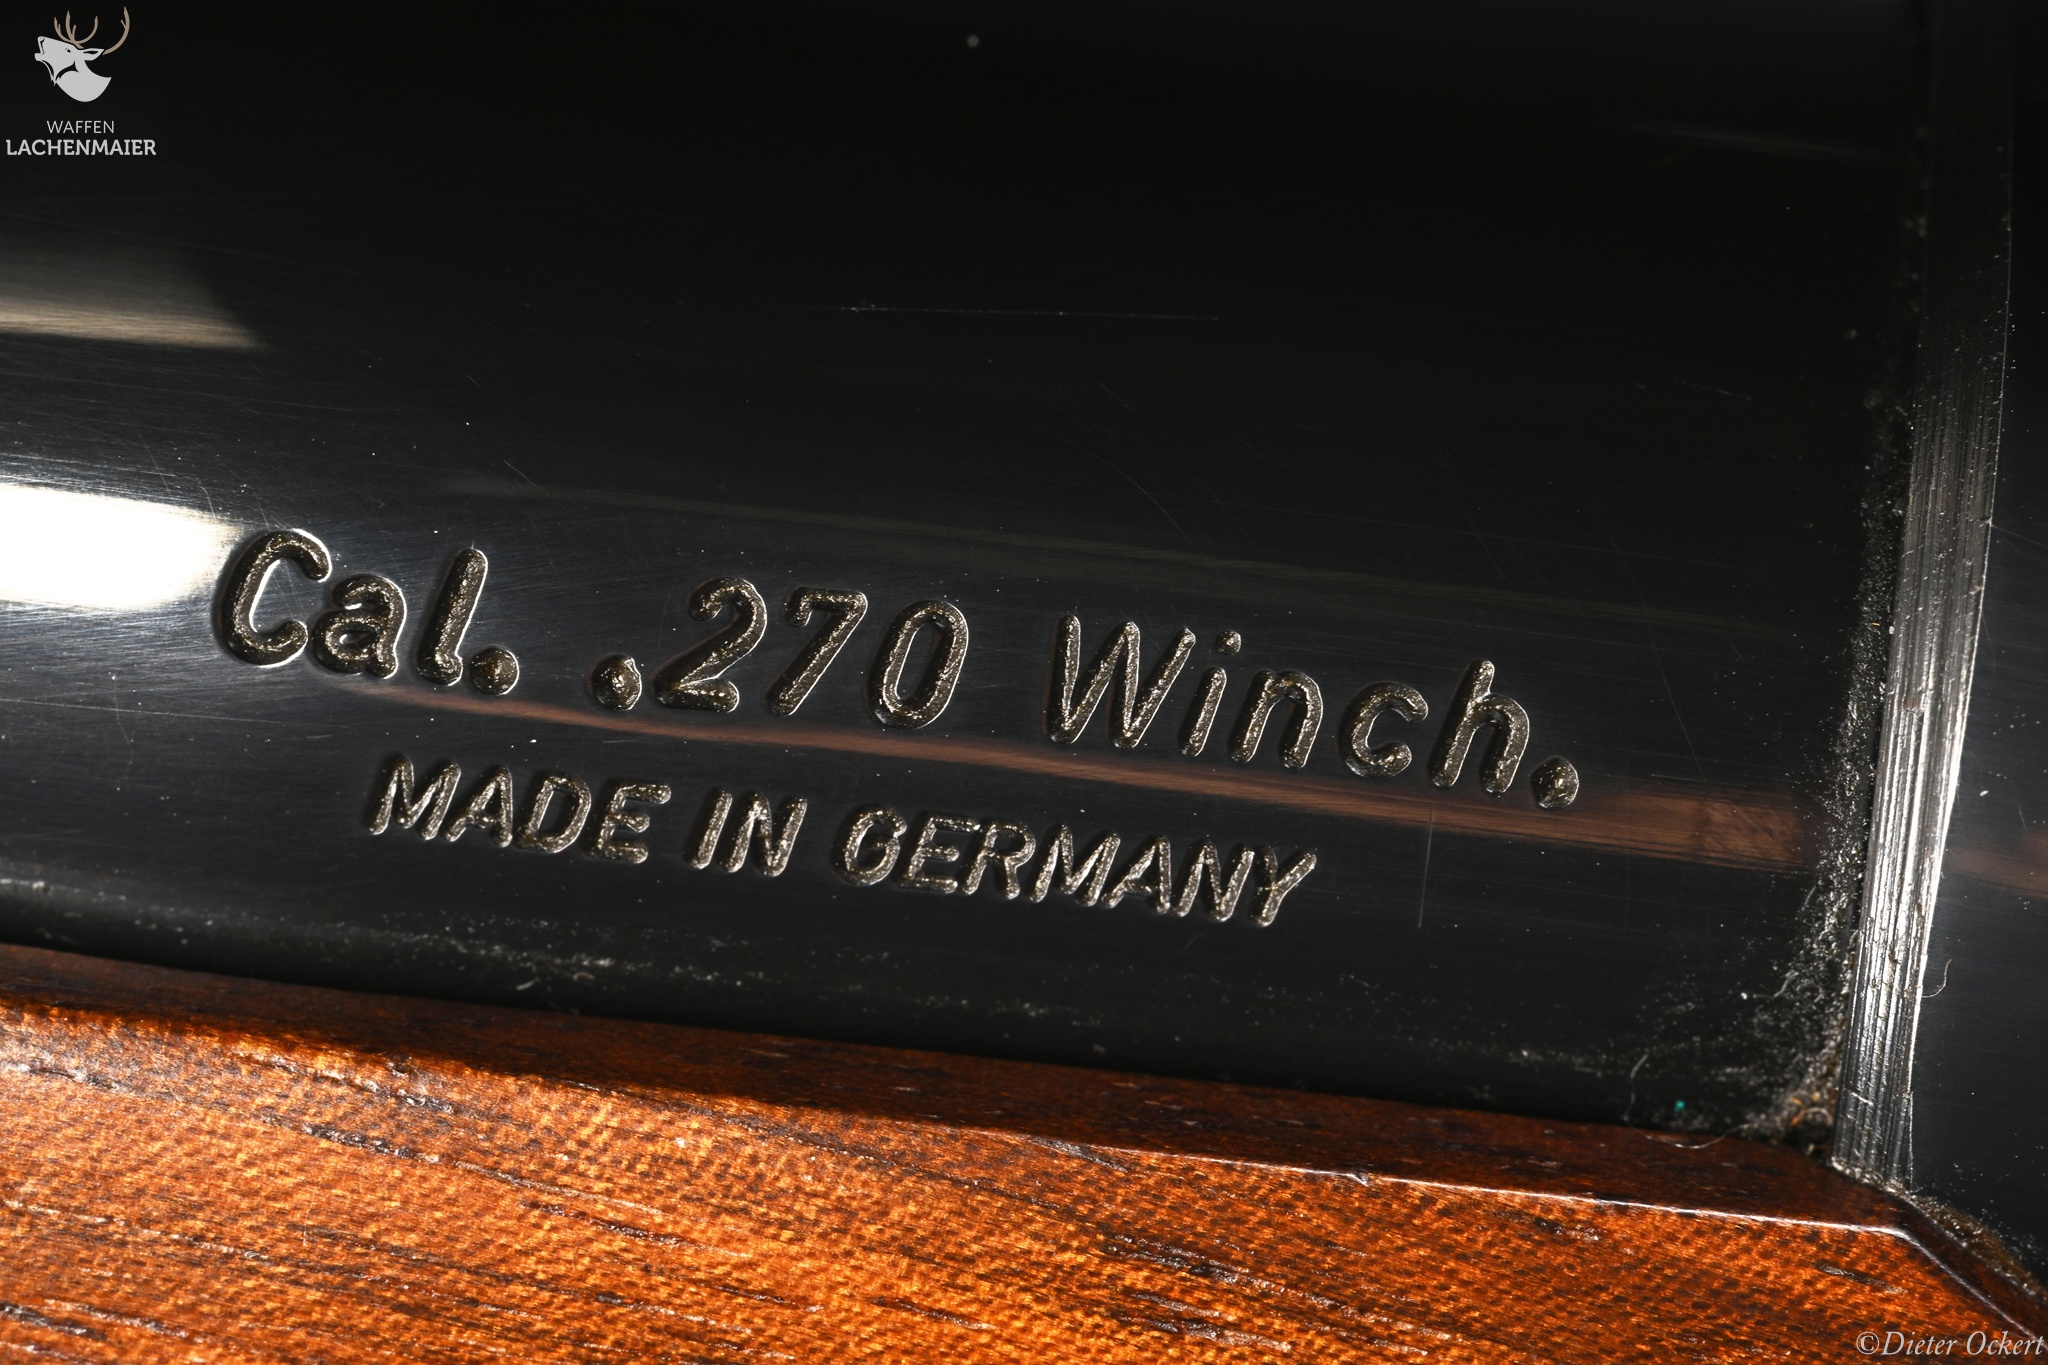 WAFFEN
LACHENMAIER
Cal. .270 Winch.
MADE IN GERMANY
©Dieter Ockert